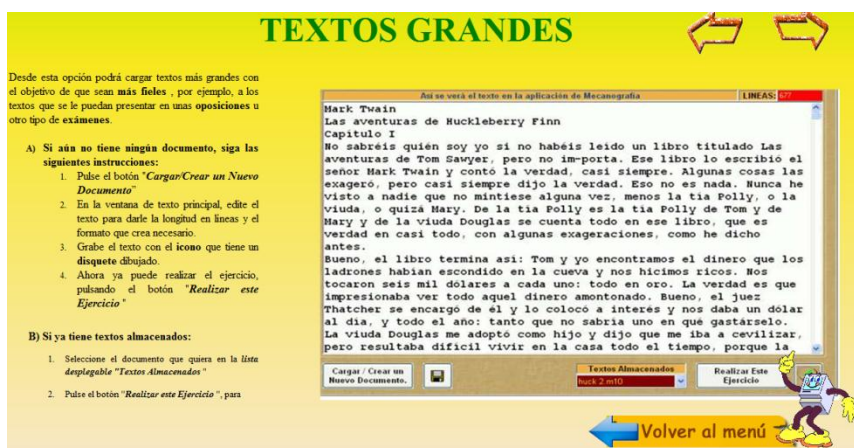 TEXTOS GRANDES
Desde esta opción podrá cargar textos más grandes con
el objetivo de que sean más fieles , por ejemplo, a los
textos que se le puedan presentar en unas oposiciones u
otro tipo de exámenes.
A) Si aún no tiene ningún documento, siga las
siguientes instrucciones:
1. Pulse el botón "Cargar/Crear un Nuevo
Documento"
2. En la ventana de texto principal, edite el
texto para darle la longitud en líneas y el
formato que crea necesario.
3. Grabe el texto con el icono que tiene un
disquete dibujado.
4. Ahora ya puede realizar el ejercicio,
pulsando el botón "Realizar este
Ejercicio "
B) Si ya tiene textos almacenados:
1. Seleccione el documento que quiera en la lista
desplegable "Textos Almacenados "
2. Pulse el botón "Realizar este Ejercicio ", para
Así se verá el texto en la aplicación de Mecanografía
LINEAS: 677
Mark Twain
Las aventuras de Huckleberry Finn
Capitulo I
No sabréis quién soy yo si no habéis leído un libro titulado Las
aventuras de Tom Sawyer, pero no im-porta. Ese libro lo escribió el
señor Mark Twain y contó la verdad, casi siempre. Algunas cosas las
exageró, pero casi siempre dijo la verdad. Eso no es nada. Nunca he
visto a nadie que no mintiese alguna vez, menos la tía Polly, o la
viuda, o quizá Mary. De la tía Polly es la tía Polly de Tom y de
Mary y de la viuda Douglas se cuenta todo en ese libro, que es
verdad en casi todo, con algunas exageraciones, como he dicho
antes.
Bueno, el libro termina así: Tom y yo encontramos el dinero que los
ladrones habían escondido en la cueva y nos hicimos ricos. Nos
tocaron seis mil dólares a cada uno: todo en oro. La verdad es que
impresionaba ver todo aquel dinero amontonado. Bueno, el juez
Thatcher se encargó de él y lo colocó a interés y nos daba un dólar
al día, y todo el año: tanto que no sabría uno en qué gastárselo.
La viuda Douglas me adoptó como hijo y dijo que me iba a cevilizar,
pero resultaba difícil vivir en la casa todo el tiempo, porque la
Cargar / Crear un
Nuevo Documento.
Textos Almacenados
huck 2.m10
Realizar Este
Ejercicio
Volver al menú